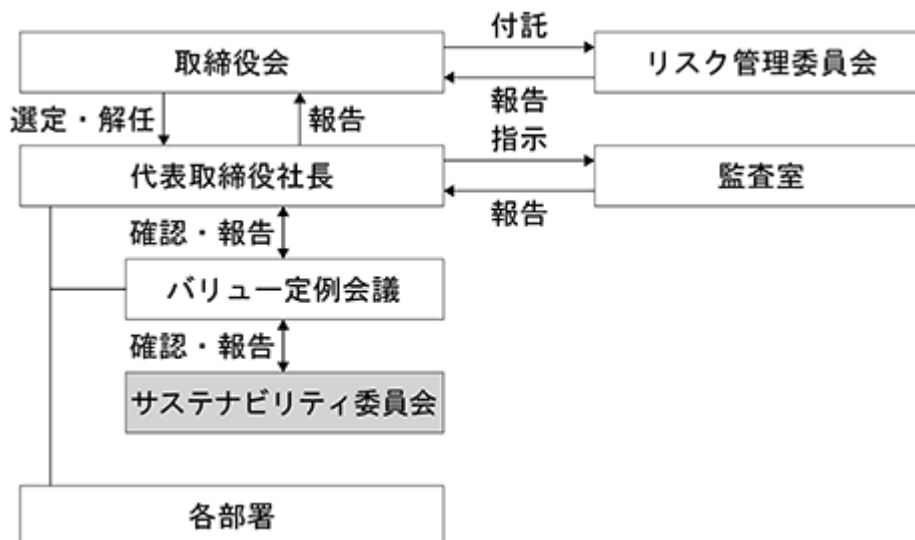 付託
取締役会
リスク管理委員会
報告
選定・解任
報告
指示
代表取締役社長
監査室
報告
確認・報告
バリュー定例会議
確認・報告
サステナビリティ委員会
各部署